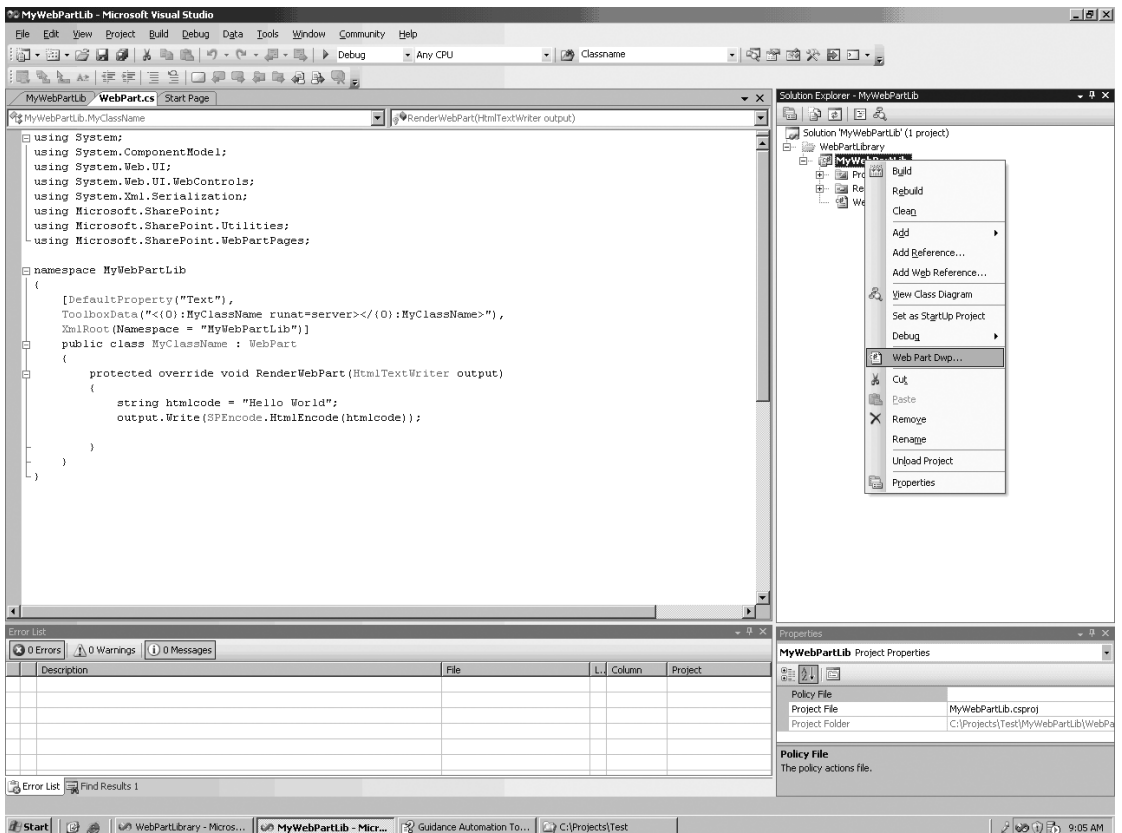 MyWebPartLib - Microsoft Visual Studio
File Edit View Project Build Debug Data Tools Window Community Help
Debug Any CPU Classname
MyWebPartLib WebPart.cs Start Page
MyWebPartLib.MyClassName RenderWebPart(HtmlTextWriter output)
using System;
using System.ComponentModel;
using System.Web.UI;
using System.Web.UI.WebControls;
using System.Xml.Serialization;
using Microsoft.SharePoint;
using Microsoft.SharePoint.Utilities;
using Microsoft.SharePoint.WebPartPages;
namespace MyWebPartLib
{
[DefaultProperty("Text"),
ToolboxData("<{0}:MyClassName runat=server></{0}:MyClassName>"),
XmlRoot(Namespace = "MyWebPartLib")]
public class MyClassName : WebPart
{
protected override void RenderWebPart(HtmlTextWriter output)
{
string htmlcode = "Hello World";
output.Write(SPEncode.HtmlEncode(htmlcode));
}
}
}
Solution Explorer - MyWebPartLib
Solution 'MyWebPartLib' (1 project)
WebPartLibrary
MyWebPartLib
Pro
Re
We
Build
Rebuild
Clean
Add
Add Reference...
Add Web Reference...
View Class Diagram
Set as StartUp Project
Debug
Web Part Dwp...
Cut
Paste
Remove
Rename
Unload Project
Properties
Error List
0 Errors 0 Warnings 0 Messages
Description File L.. Column Project
Error List Find Results 1
Properties
MyWebPartLib Project Properties
Policy File
Project File MyWebPartLib.csproj
Project Folder C:\Projects\Test\MyWebPartLib\WebPa
Policy File
The policy actions file.
Start WebPartLibrary - Micros... MyWebPartLib - Micr... Guidance Automation To... C:\Projects\Test 9:05 AM